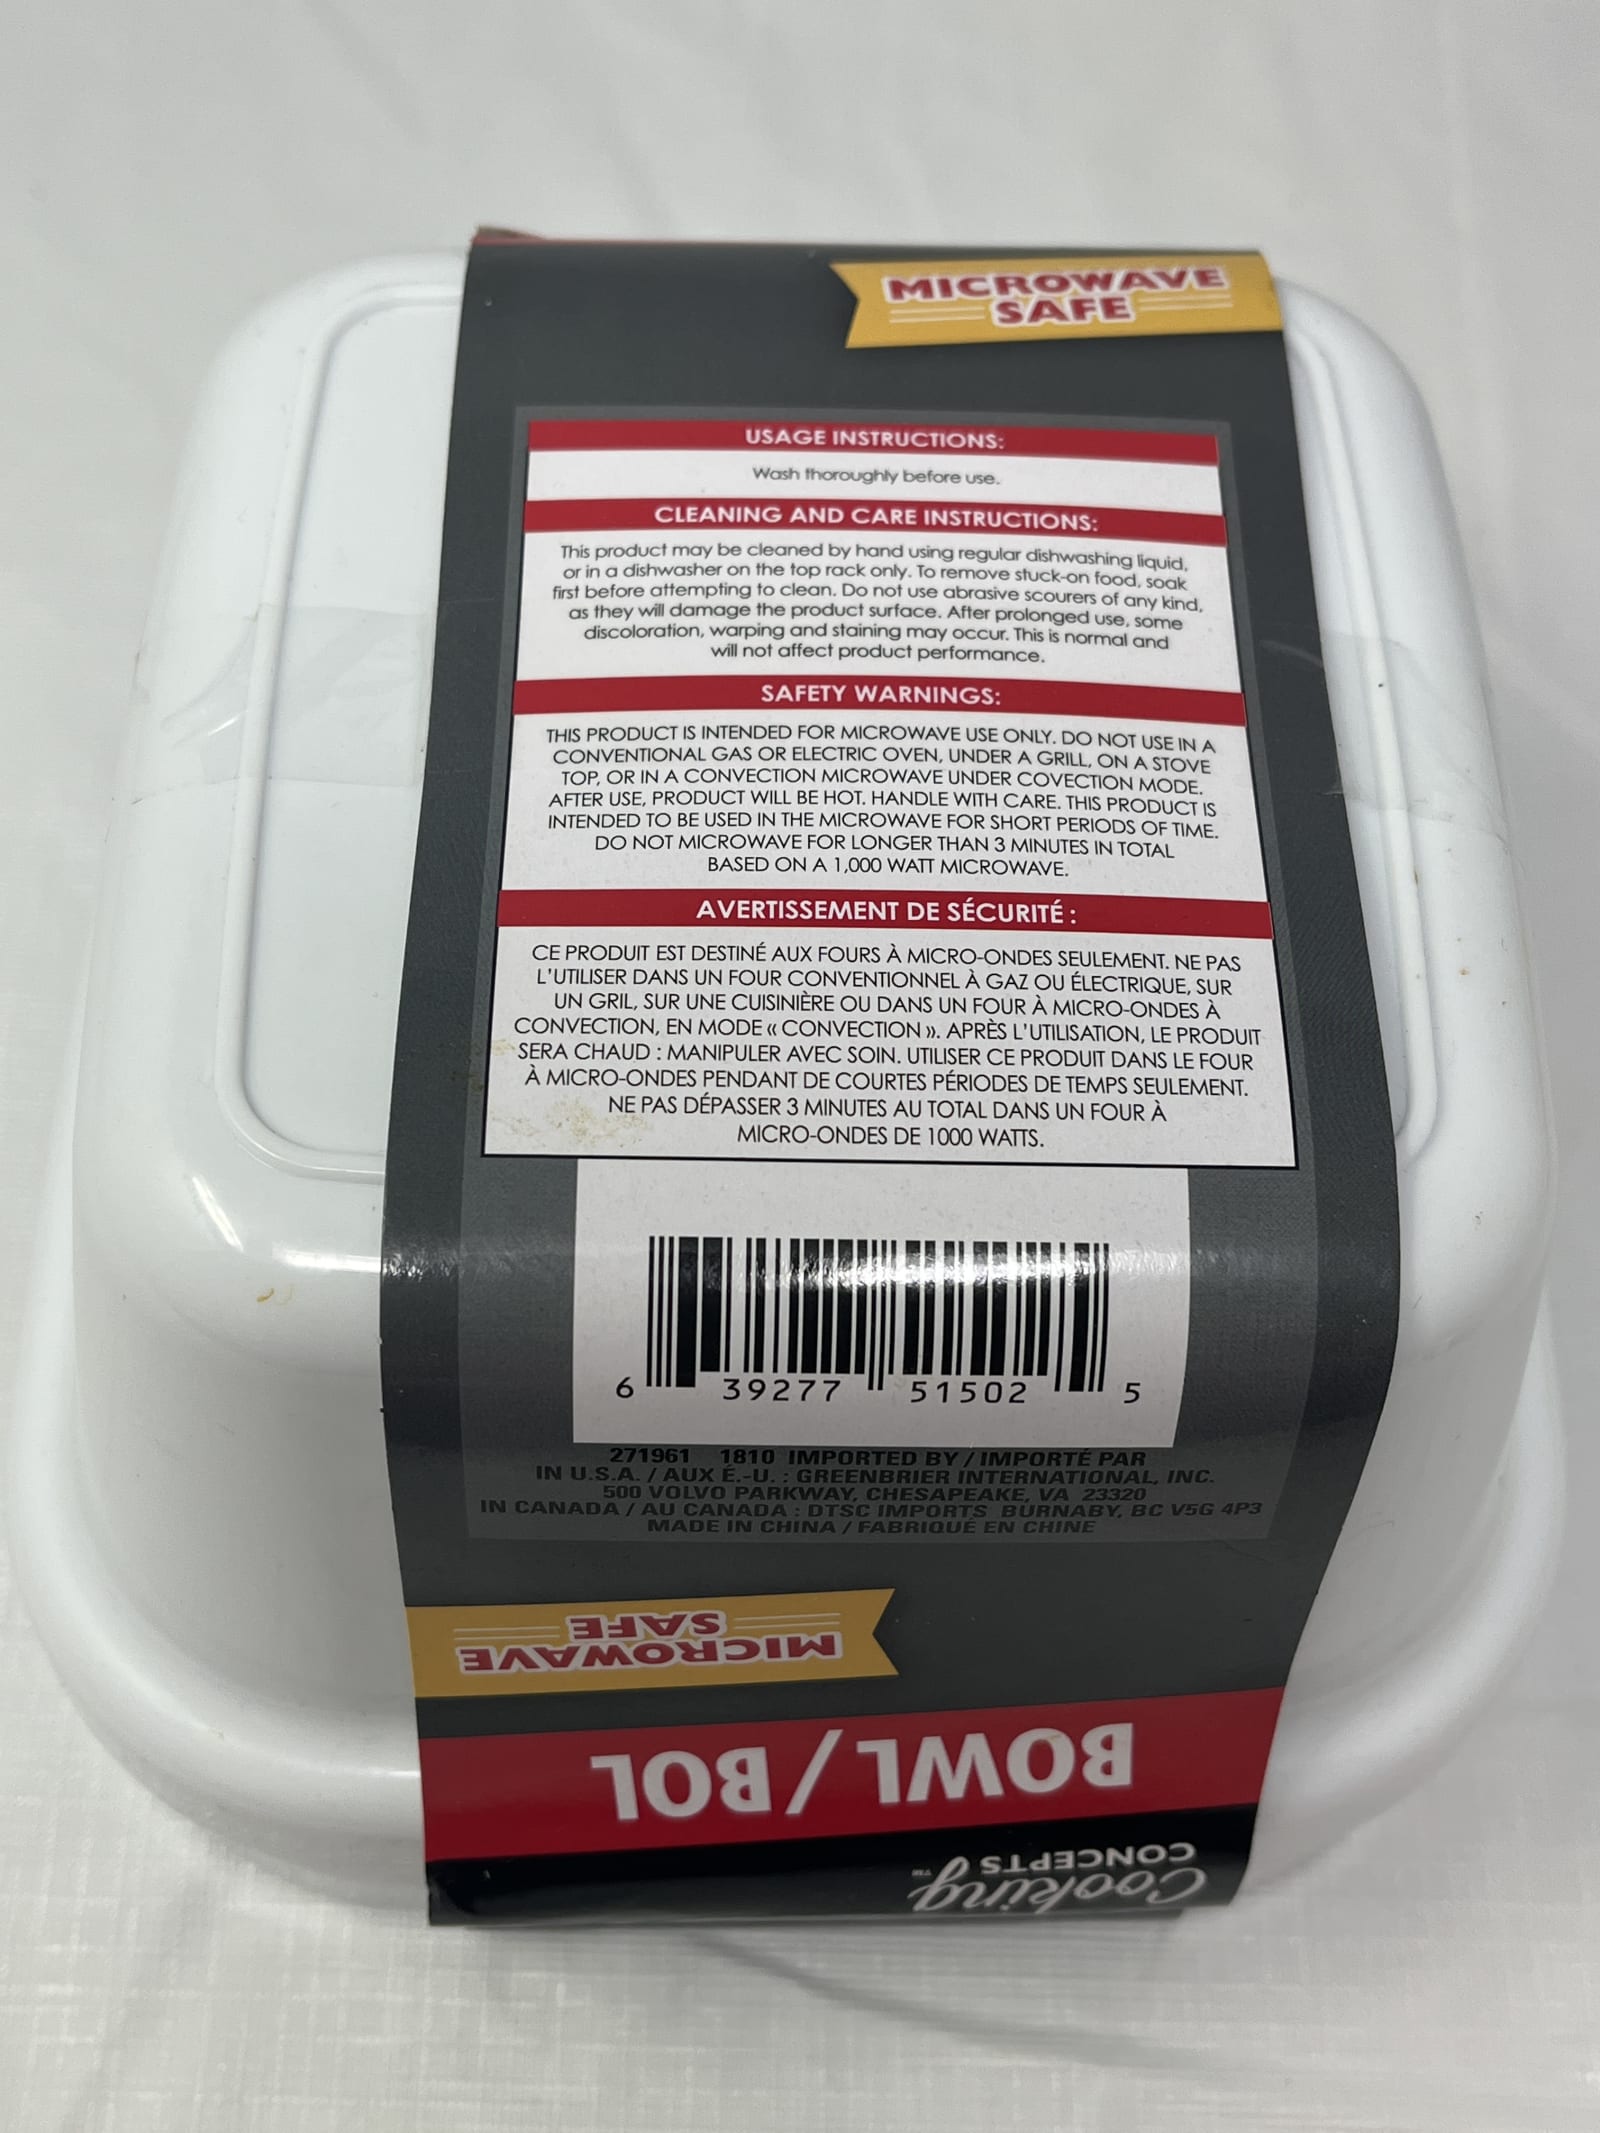 MICROWAVE
SAFE
USAGE INSTRUCTIONS:
Wash thoroughly before use.
CLEANING AND CARE INSTRUCTIONS:
This product may be cleaned by hand using regular dishwashing liquid,
or in a dishwasher on the top rack only. To remove stuck-on food, soak
first before attempting to clean. Do not use abrasive scourers of any kind,
as they will damage the product surface. After prolonged use, some
discoloration, warping and staining may occur. This is normal and
will not affect product performance.
SAFETY WARNINGS:
THIS PRODUCT IS INTENDED FOR MICROWAVE USE ONLY. DO NOT USE IN A
CONVENTIONAL GAS OR ELECTRIC OVEN, UNDER A GRILL, ON A STOVE
TOP, OR IN A CONVECTION MICROWAVE UNDER COVECTION MODE.
AFTER USE, PRODUCT WILL BE HOT. HANDLE WITH CARE. THIS PRODUCT IS
INTENDED TO BE USED IN THE MICROWAVE FOR SHORT PERIODS OF TIME.
DO NOT MICROWAVE FOR LONGER THAN 3 MINUTES IN TOTAL
BASED ON A 1,000 WATT MICROWAVE.
AVERTISSEMENT DE SÉCURITÉ :
CE PRODUIT EST DESTINÉ AUX FOURS À MICRO-ONDES SEULEMENT. NE PAS
L'UTILISER DANS UN FOUR CONVENTIONNEL À GAZ OU ÉLECTRIQUE, SUR
UN GRIL, SUR UNE CUISINIÈRE OU DANS UN FOUR À MICRO-ONDES À
CONVECTION, EN MODE « CONVECTION ». APRÈS L'UTILISATION, LE PRODUIT
SERA CHAUD : MANIPULER AVEC SOIN. UTILISER CE PRODUIT DANS LE FOUR
À MICRO-ONDES PENDANT DE COURTES PÉRIODES DE TEMPS SEULEMENT.
NE PAS DÉPASSER 3 MINUTES AU TOTAL DANS UN FOUR À
MICRO-ONDES DE 1000 WATTS.
6 39277 51502 5
271961 1810 IMPORTED BY / IMPORTÉ PAR
IN U.S.A. / AUX É.-U. : GREENBRIER INTERNATIONAL, INC.
500 VOLVO PARKWAY, CHESAPEAKE, VA 23320
IN CANADA / AU CANADA : DTSC IMPORTS BURNABY, BC V5G 4P3
MADE IN CHINA / FABRIQUÉ EN CHINE
MICROWAVE
SAFE
BOWL / BOL
Cooking
CONCEPTS™